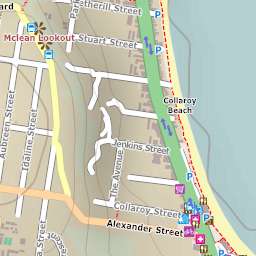 etherill Street
Stuart Street
Mclean Lookout
Collaroy
Beach
Aubreen Street
Idaline Street
Jenkins Street
The Avenue
Collaroy Street
Alexander Street
P
P
P
P